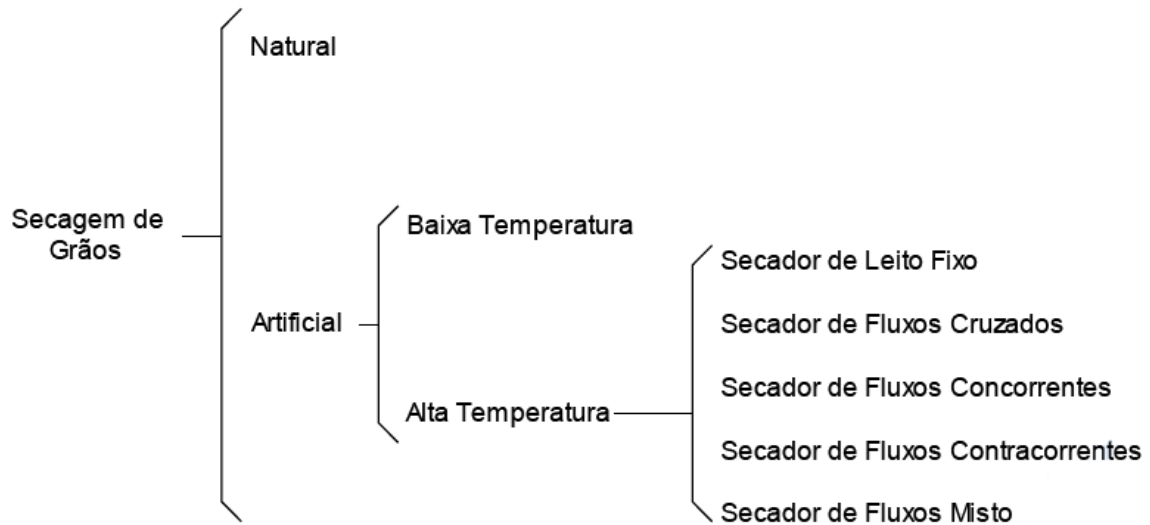 Natural
Secagem de
Grãos
Baixa Temperatura
Artificial
Alta Temperatura
Secador de Leito Fixo
Secador de Fluxos Cruzados
Secador de Fluxos Concorrentes
Secador de Fluxos Contracorrentes
Secador de Fluxos Misto